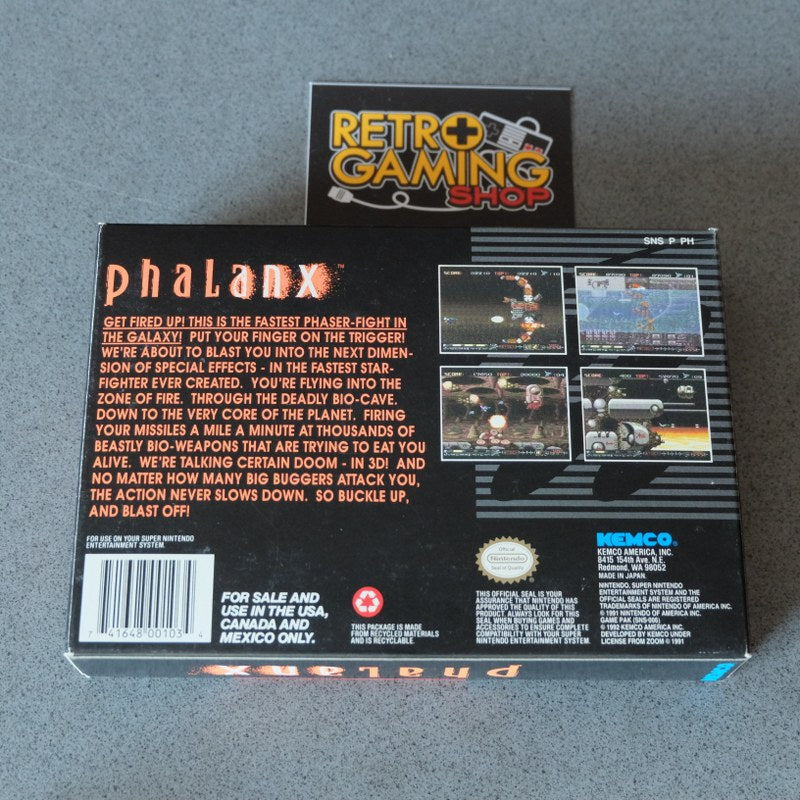 RETRO
GAMING
SHOP
SNS P PH
phalanx™
GET FIRED UP! THIS IS THE FASTEST PHASER-FIGHT IN
THE GALAXY! PUT YOUR FINGER ON THE TRIGGER!
WE'RE ABOUT TO BLAST YOU INTO THE NEXT DIMEN-
SION OF SPECIAL EFFECTS - IN THE FASTEST STAR-
FIGHTER EVER CREATED. YOU'RE FLYING INTO THE
ZONE OF FIRE. THROUGH THE DEADLY BIO-CAVE.
DOWN TO THE VERY CORE OF THE PLANET. FIRING
YOUR MISSILES A MILE A MINUTE AT THOUSANDS OF
BEASTLY BIO-WEAPONS THAT ARE TRYING TO EAT YOU
ALIVE. WE'RE TALKING CERTAIN DOOM - IN 3D! AND
NO MATTER HOW MANY BIG BUGGERS ATTACK YOU,
THE ACTION NEVER SLOWS DOWN. SO BUCKLE UP,
AND BLAST OFF!
FOR USE ON YOUR SUPER NINTENDO
ENTERTAINMENT SYSTEM.
7 41648 00103 4
FOR SALE AND
USE IN THE USA,
CANADA AND
MEXICO ONLY.
THIS PACKAGE IS MADE
FROM RECYCLED MATERIALS
AND IS RECYCLABLE.
Official
Nintendo
Seal of Quality
THIS OFFICIAL SEAL IS YOUR
ASSURANCE THAT NINTENDO HAS
APPROVED THE QUALITY OF THIS
PRODUCT. ALWAYS LOOK FOR THIS
SEAL WHEN BUYING GAMES AND
ACCESSORIES TO ENSURE COMPLETE
COMPATIBILITY WITH YOUR SUPER
NINTENDO ENTERTAINMENT SYSTEM.
KEMCO®
KEMCO AMERICA, INC.
8415 154th Ave. N.E.
Redmond, WA 98052
MADE IN JAPAN.
NINTENDO, SUPER NINTENDO
ENTERTAINMENT SYSTEM AND THE
OFFICIAL SEALS ARE REGISTERED
TRADEMARKS OF NINTENDO OF AMERICA INC.
© 1991 NINTENDO OF AMERICA INC.
GAME PAK (SNS-006)
© 1992 KEMCO AMERICA INC.
DEVELOPED BY KEMCO UNDER
LICENSE FROM ZOOM © 1991
phalanx